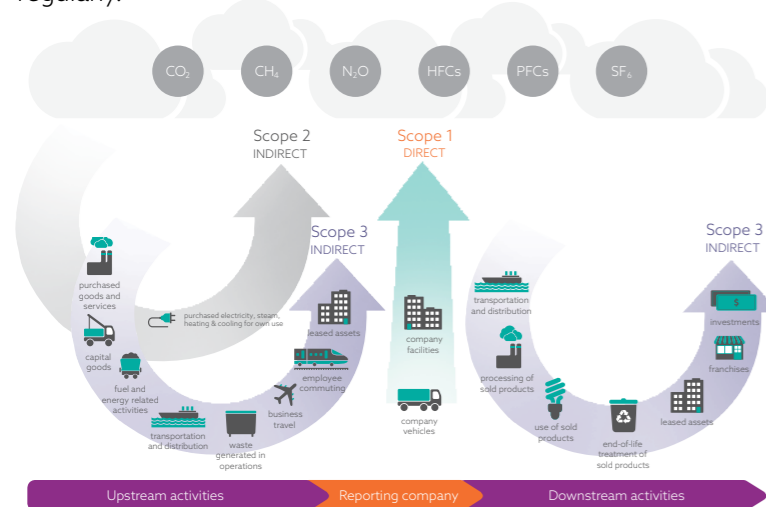 regularly.
CO₂
CH₄
N₂O
HFCs
PFCs
SF₆
Scope 2
INDIRECT
Scope 1
DIRECT
Scope 3
INDIRECT
Scope 3
INDIRECT
purchased
goods and
services
capital
goods
fuel and
energy related
activities
transportation
and distribution
waste
generated in
operations
business
travel
employee
commuting
leased assets
purchased electricity, steam,
heating & cooling for own use
company
facilities
company
vehicles
transportation
and distribution
processing of
sold products
use of sold
products
end-of-life
treatment of
sold products
leased assets
franchises
$
investments
Upstream activities
Reporting company
Downstream activities